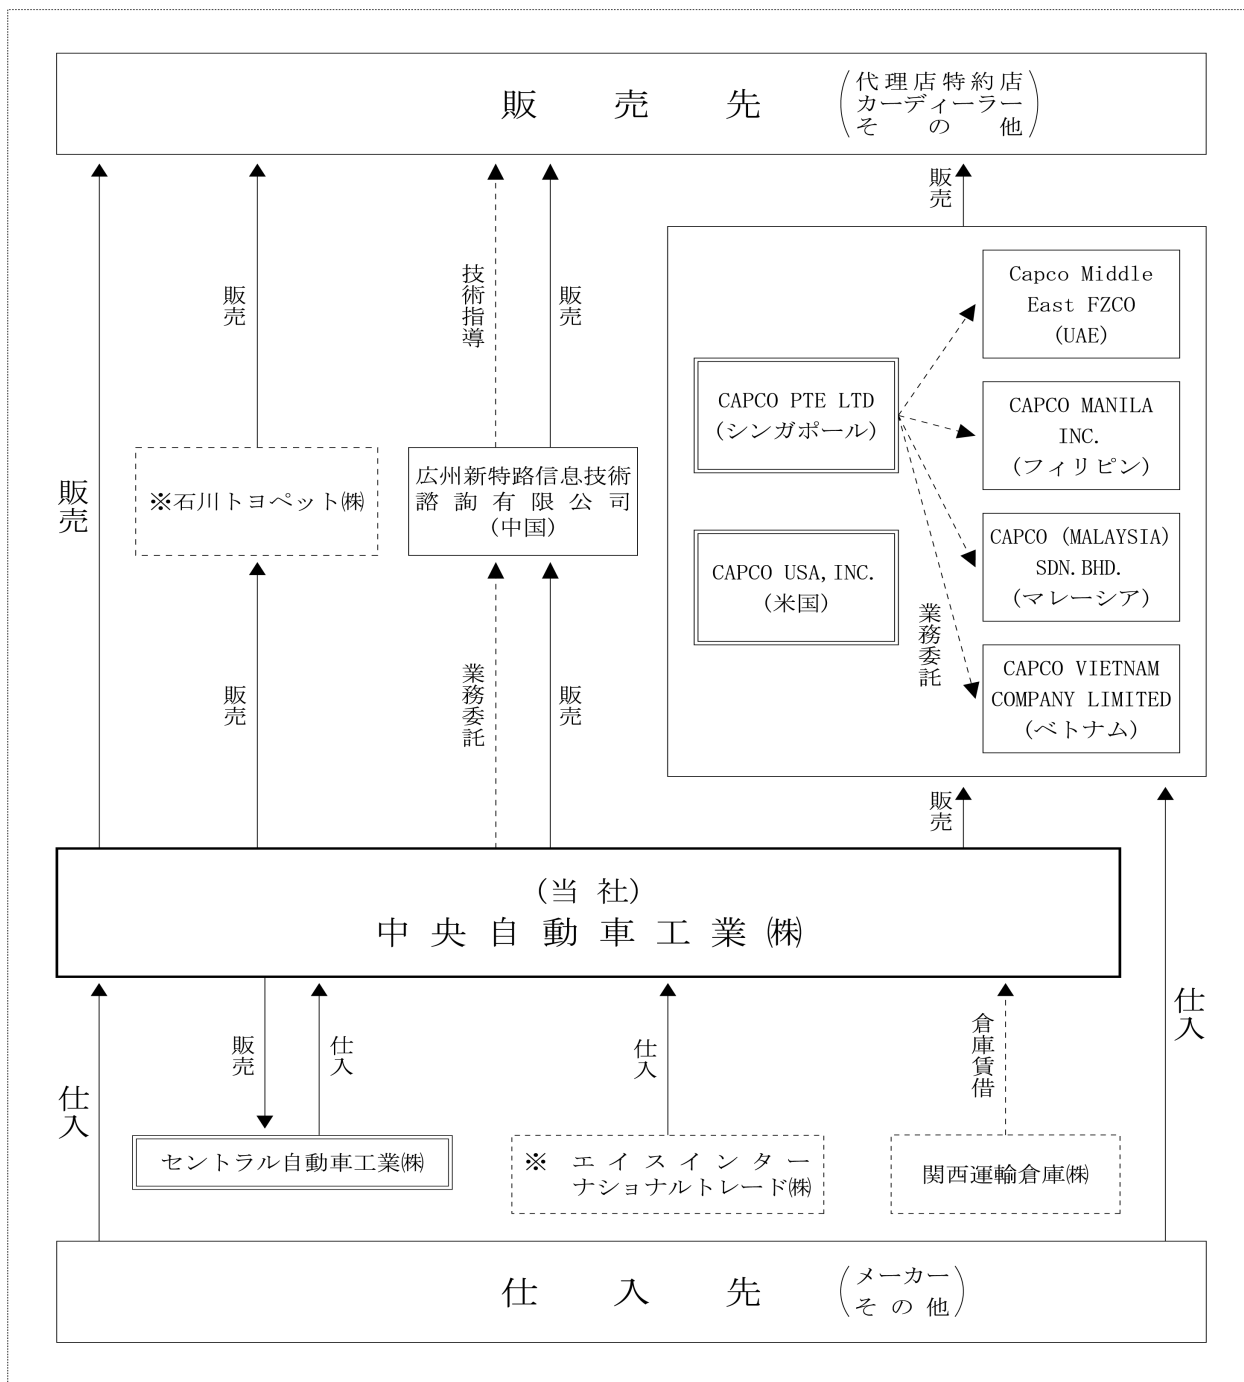 販売先
代理店特約店
カーディーラー
その他
販売
販売
技術指導
販売
販売
Capco Middle
East FZCO
(UAE)
CAPCO PTE LTD
(シンガポール)
CAPCO MANILA
INC.
(フィリピン)
※石川トヨペット㈱
広州新特路信息技術
諮詢有限公司
(中国)
CAPCO USA, INC.
(米国)
CAPCO (MALAYSIA)
SDN. BHD.
(マレーシア)
業務委託
CAPCO VIETNAM
COMPANY LIMITED
(ベトナム)
販売
業務委託
販売
販売
(当社)
中央自動車工業㈱
仕入
販売
仕入
仕入
倉庫賃借
仕入
セントラル自動車工業㈱
※エイスインター
ナショナルトレード㈱
関西運輸倉庫㈱
仕入先
メーカー
その他